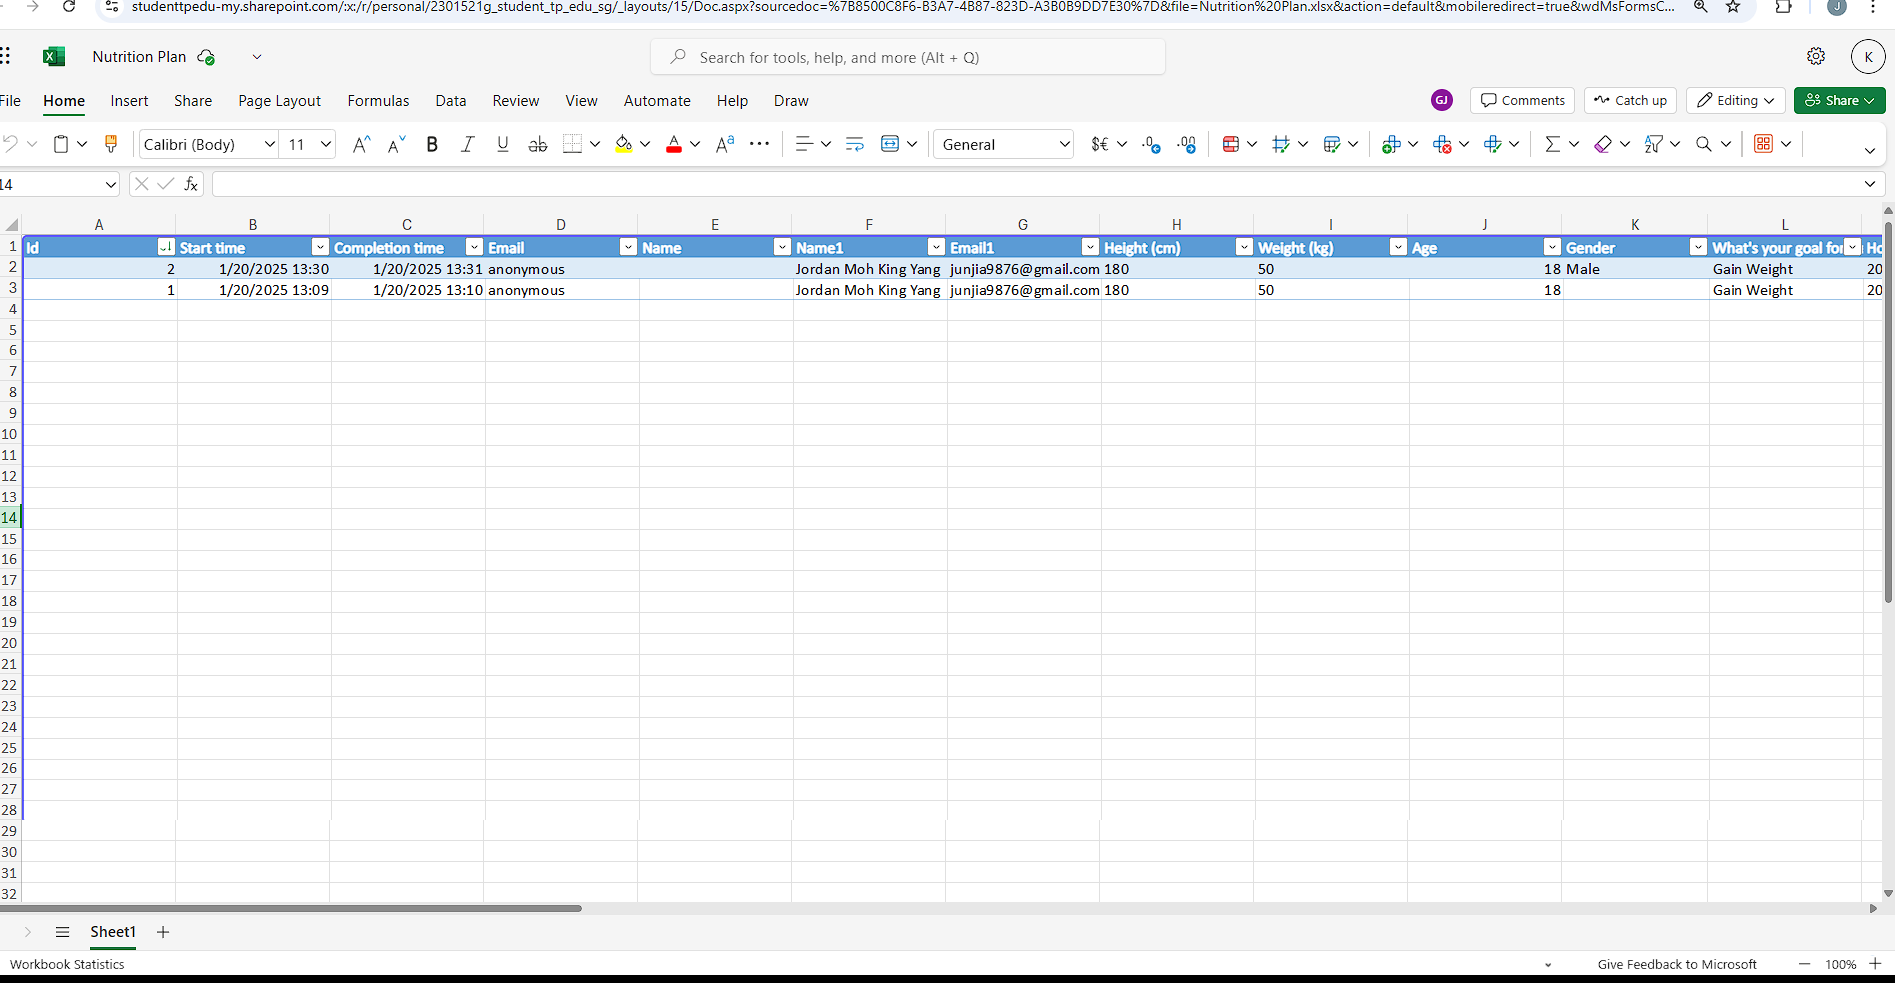 studenttpedu-my.sharepoint.com/:x:/r/personal/2301521g_student_tp_edu_sg/_layouts/15/Doc.aspx?sourcedoc=%7B8500C8F6-B3A7-4B87-823D-A3B0B9DD7E30%7D&file=Nutrition%20Plan.xlsx&action=default&mobileredirect=true&wdMsFormsC... J
Nutrition Plan Search for tools, help, and more (Alt + Q) K
File Home Insert Share Page Layout Formulas Data Review View Automate Help Draw GJ Comments Catch up Editing Share
Calibri (Body) 11 A A B I U ab A A General $€ .0 .00
14 fx
A B C D E F G H I J K L
1 Id Start time Completion time Email Name Name1 Email1 Height (cm) Weight (kg) Age Gender What's your goal for Ho
2 2 1/20/2025 13:30 1/20/2025 13:31 anonymous Jordan Moh King Yang junjia9876@gmail.com 180 50 18 Male Gain Weight 20
3 1 1/20/2025 13:09 1/20/2025 13:10 anonymous Jordan Moh King Yang junjia9876@gmail.com 180 50 18 Gain Weight 20
4
5
6
7
8
9
10
11
12
13
14
15
16
17
18
19
20
21
22
23
24
25
26
27
28
29
30
31
32
Sheet1
Workbook Statistics Give Feedback to Microsoft 100%